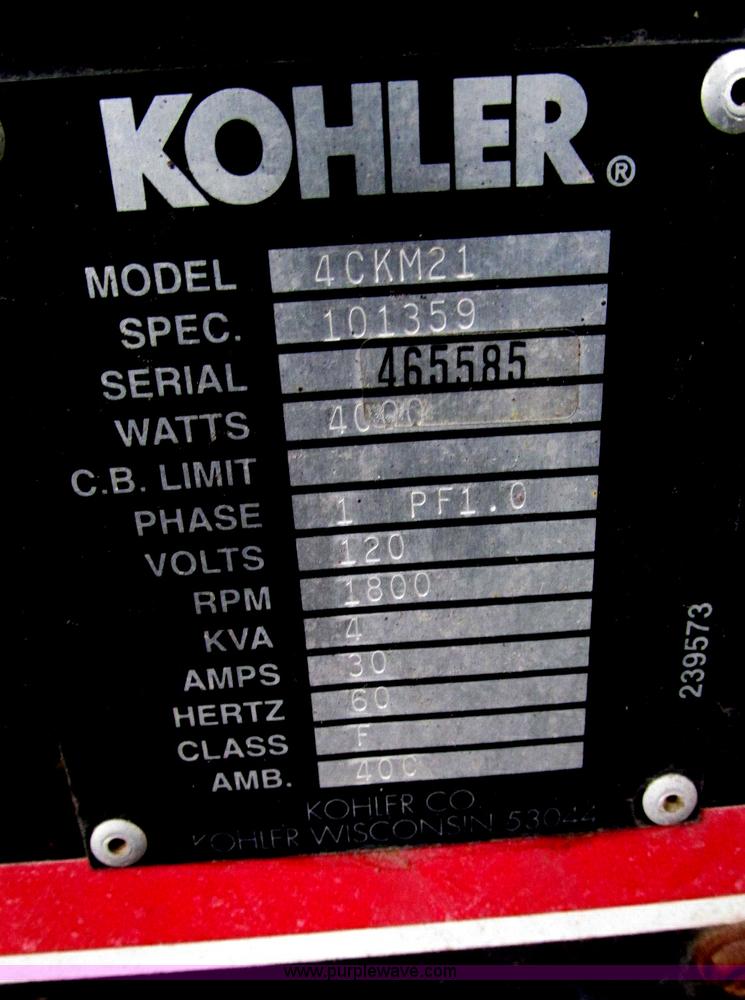 KOHLER®
MODEL 4CKM21
SPEC. 101359
SERIAL 465585
WATTS 4000
C.B. LIMIT
PHASE 1 PF1.0
VOLTS 120
RPM 1800
KVA 4
AMPS 30
HERTZ 60
CLASS F
AMB. 40C
239573
KOHLER CO.
KOHLER WISCONSIN 53044
www.purplewave.com